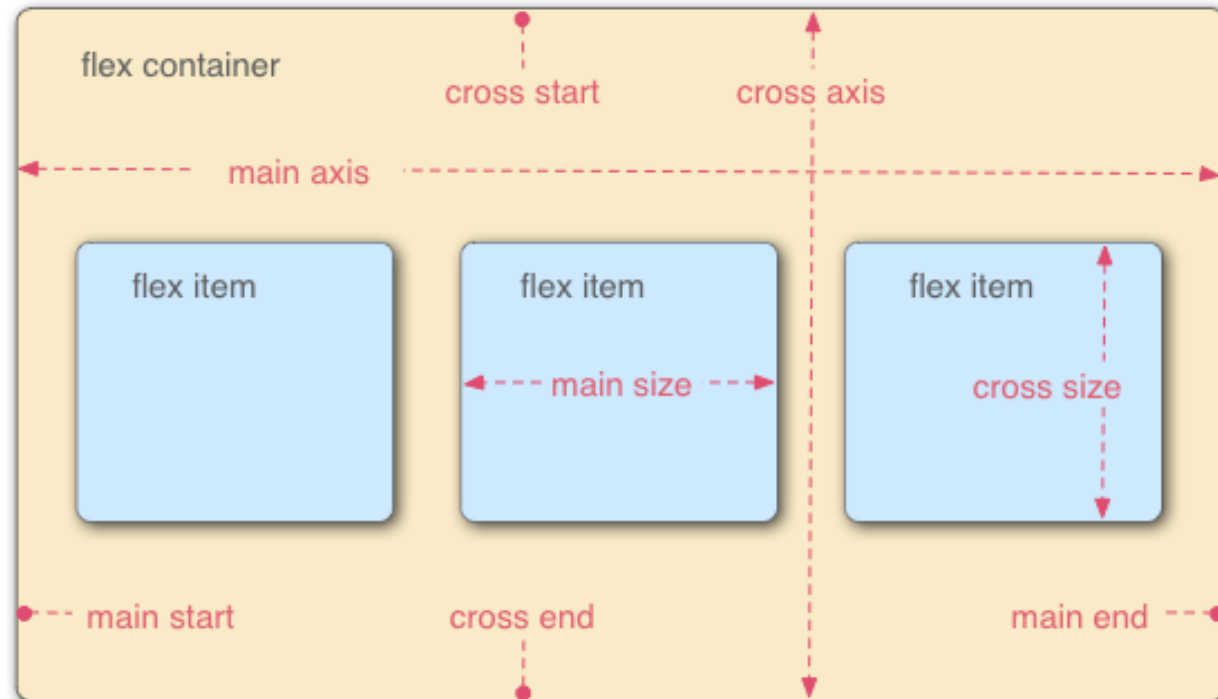 flex container
cross start
cross axis
main axis
flex item
flex item
flex item
main size
cross size
main start
cross end
main end